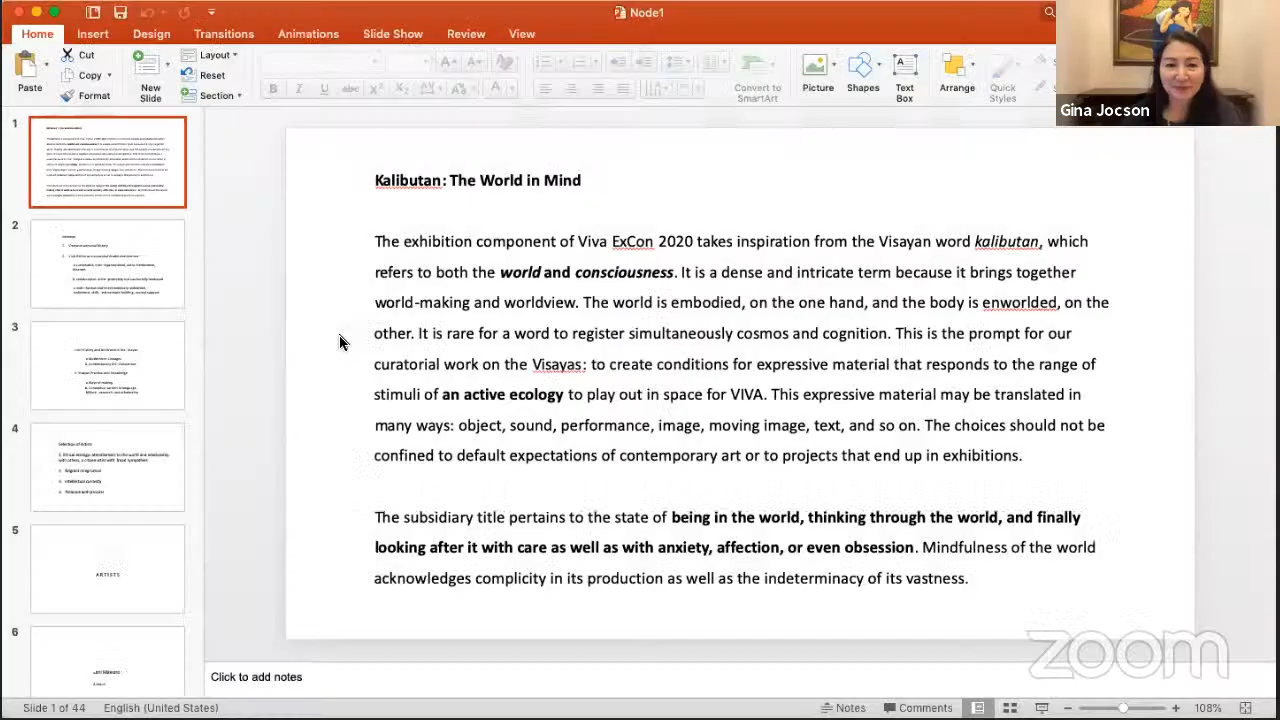 Node1
Home Insert Design Transitions Animations Slide Show Review View
Paste
Cut
Copy
Format
New
Slide
Layout
Reset
Section
Convert to
SmartArt
Picture
Shapes
Text
Box
Arrange
Quick
Styles
Gina Jocson
1
2
3
4
Selection of Artists
5
ARTISTS
6
Kalibutan: The World in Mind
The exhibition component of Viva ExCon 2020 takes inspiration from the Visayan word kalibutan, which
refers to both the world and consciousness. It is a dense and intricate term because it brings together
world-making and worldview. The world is embodied, on the one hand, and the body is enworlded, on the
other. It is rare for a word to register simultaneously cosmos and cognition. This is the prompt for our
curatorial work on the Visayas: to create conditions for expressive material that responds to the range of
stimuli of an active ecology to play out in space for VIVA. This expressive material may be translated in
many ways: object, sound, performance, image, moving image, text, and so on. The choices should not be
confined to default expectations of contemporary art or to projects that end up in exhibitions.
The subsidiary title pertains to the state of being in the world, thinking through the world, and finally
looking after it with care as well as with anxiety, affection, or even obsession. Mindfulness of the world
acknowledges complicity in its production as well as the indeterminacy of its vastness.
zoom
Click to add notes
Slide 1 of 44 English (United States) Notes Comments 108%